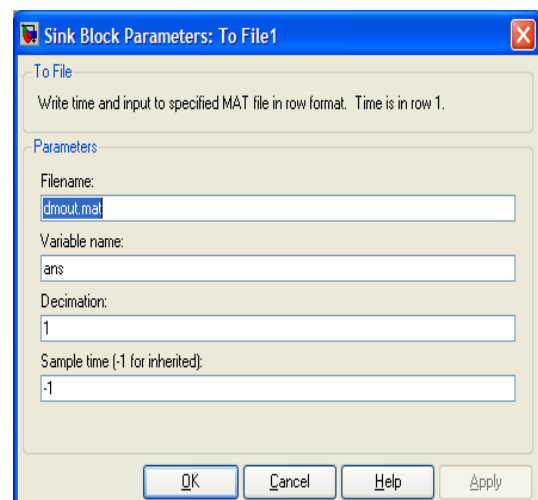 Sink Block Parameters: To File1
To File
Write time and input to specified MAT file in row format.  Time is in row 1.
Parameters
Filename:
dmout.mat
Variable name:
ans
Decimation:
1
Sample time (-1 for inherited):
-1
OK Cancel Help Apply